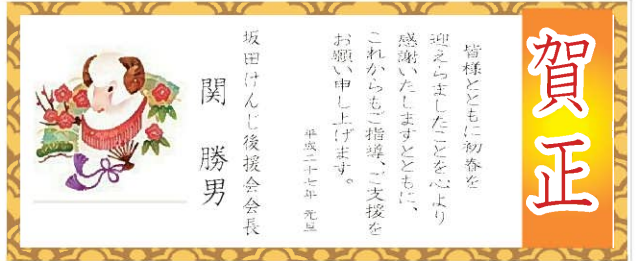 賀正
皆様とともに初春を
迎えらましたことを心より
感謝いたしますとともに、
これからもご指導、ご支援を
お願い申し上げます。
平成二十七年 元旦
坂田けんじ後援会会長
関 勝男